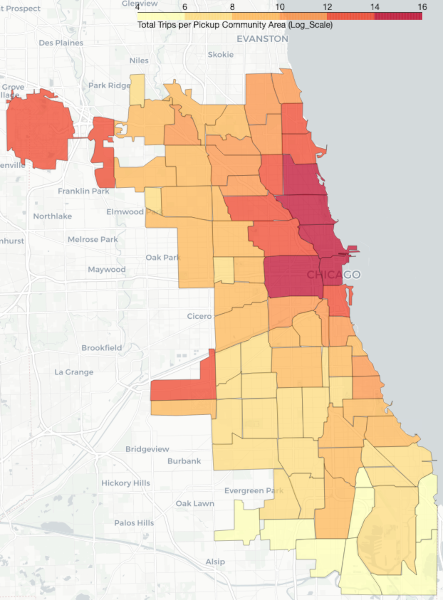 Glenview
t Prospect
4 6 8 10 12 14 16
Total Trips per Pickup Community Area (Log_Scale)
EVANSTON
Des Plaines
Skokie
Niles
Park Ridge
Grove
llage
enville
Franklin Park
Northlake
Elmwood
mhurst
Melrose Park
Oak Park
Maywood
CHICAGO
Cicero
Brookfield
La Grange
Bridgeview
Burbank
Hickory Hills
Evergreen Park
Oak Lawn
Palos Hills
Alsip